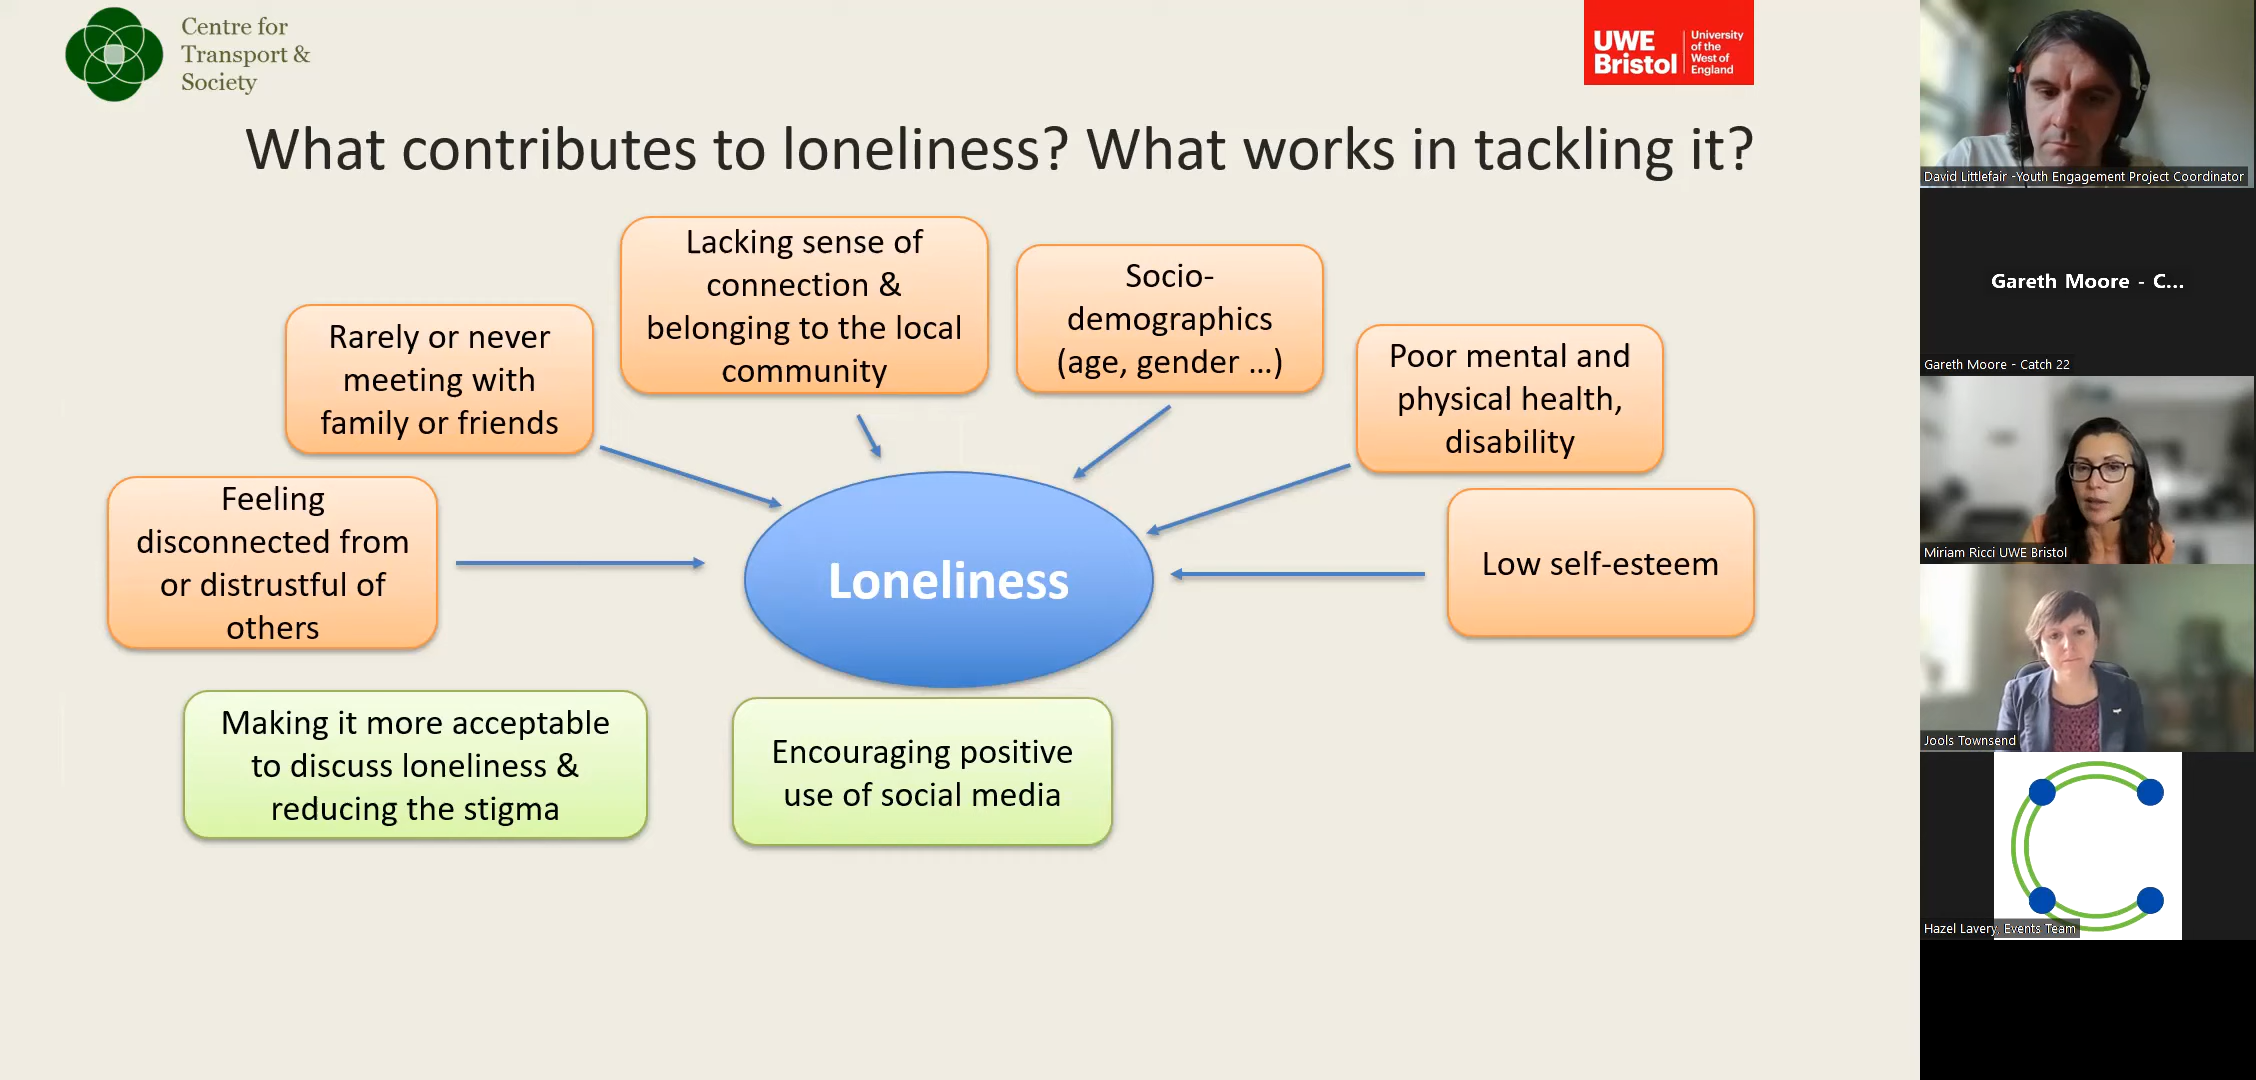 Centre for
Transport &
Society
UWE
Bristol
University
of the
West of
England
What contributes to loneliness? What works in tackling it?
Lacking sense of
connection &
belonging to the local
community
Socio-
demographics
(age, gender ...)
Rarely or never
meeting with
family or friends
Poor mental and
physical health,
disability
Feeling
disconnected from
or distrustful of
others
Loneliness
Low self-esteem
Making it more acceptable
to discuss loneliness &
reducing the stigma
Encouraging positive
use of social media
David Littlefair -Youth Engagement Project Coordinator
Gareth Moore - C...
Gareth Moore - Catch 22
Miriam Ricci UWE Bristol
Jools Townsend
Hazel Lavery, Events Team